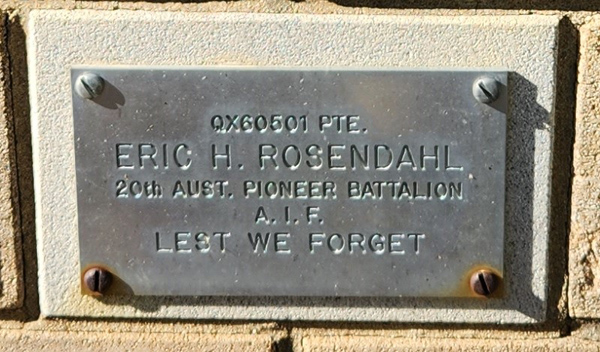 QX60501 PTE.
ERIC H. ROSENDAHL
20th AUST. PIONEER BATTALION
A. I. F.
LEST WE FORGET